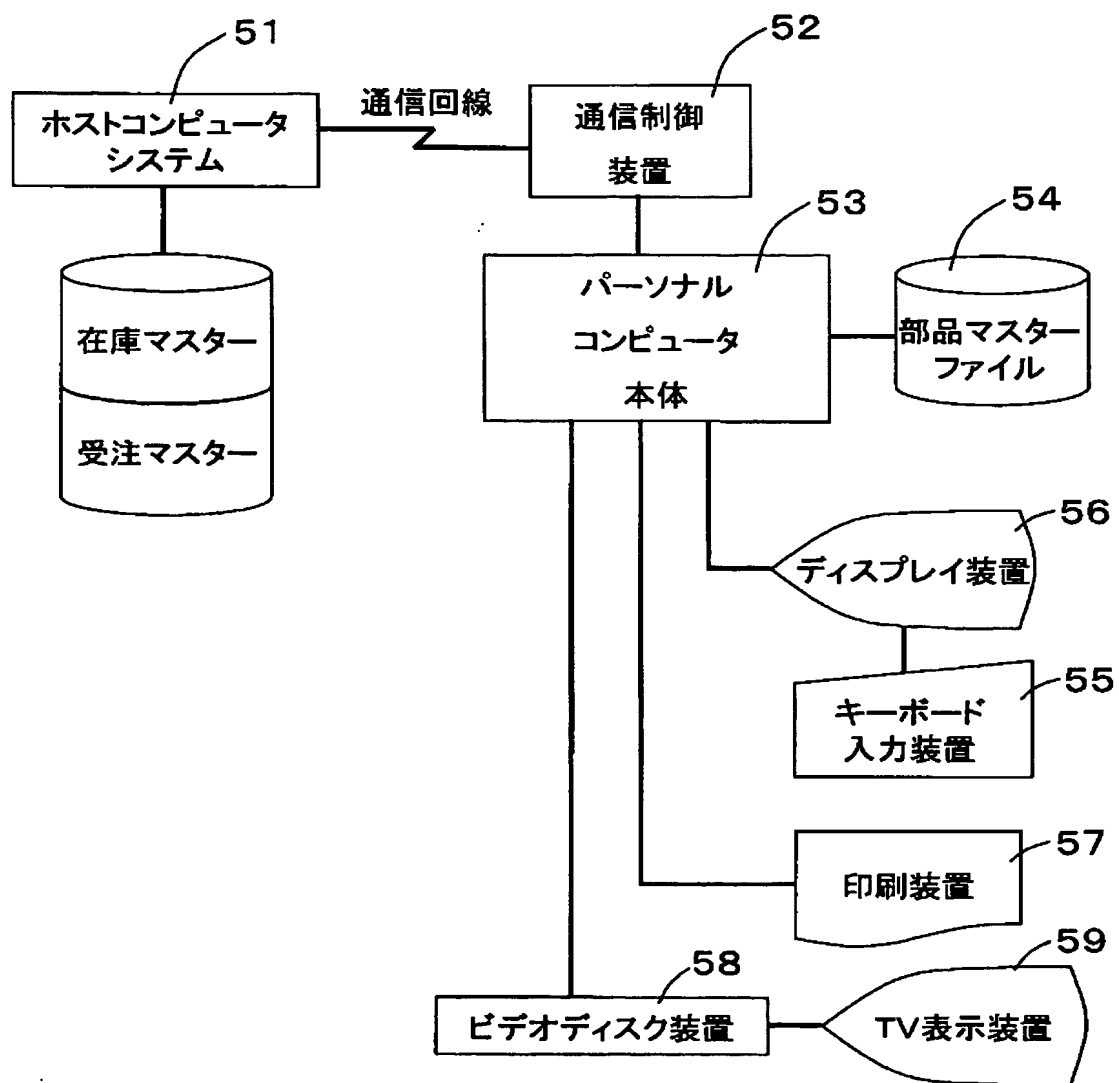 51
ホストコンピュータ
システム
通信回線
52
通信制御
装置
53
パーソナル
コンピュータ
本体
54
部品マスター
ファイル
在庫マスター
受注マスター
56
ディスプレイ装置
55
キーボード
入力装置
57
印刷装置
58
ビデオディスク装置
59
TV表示装置